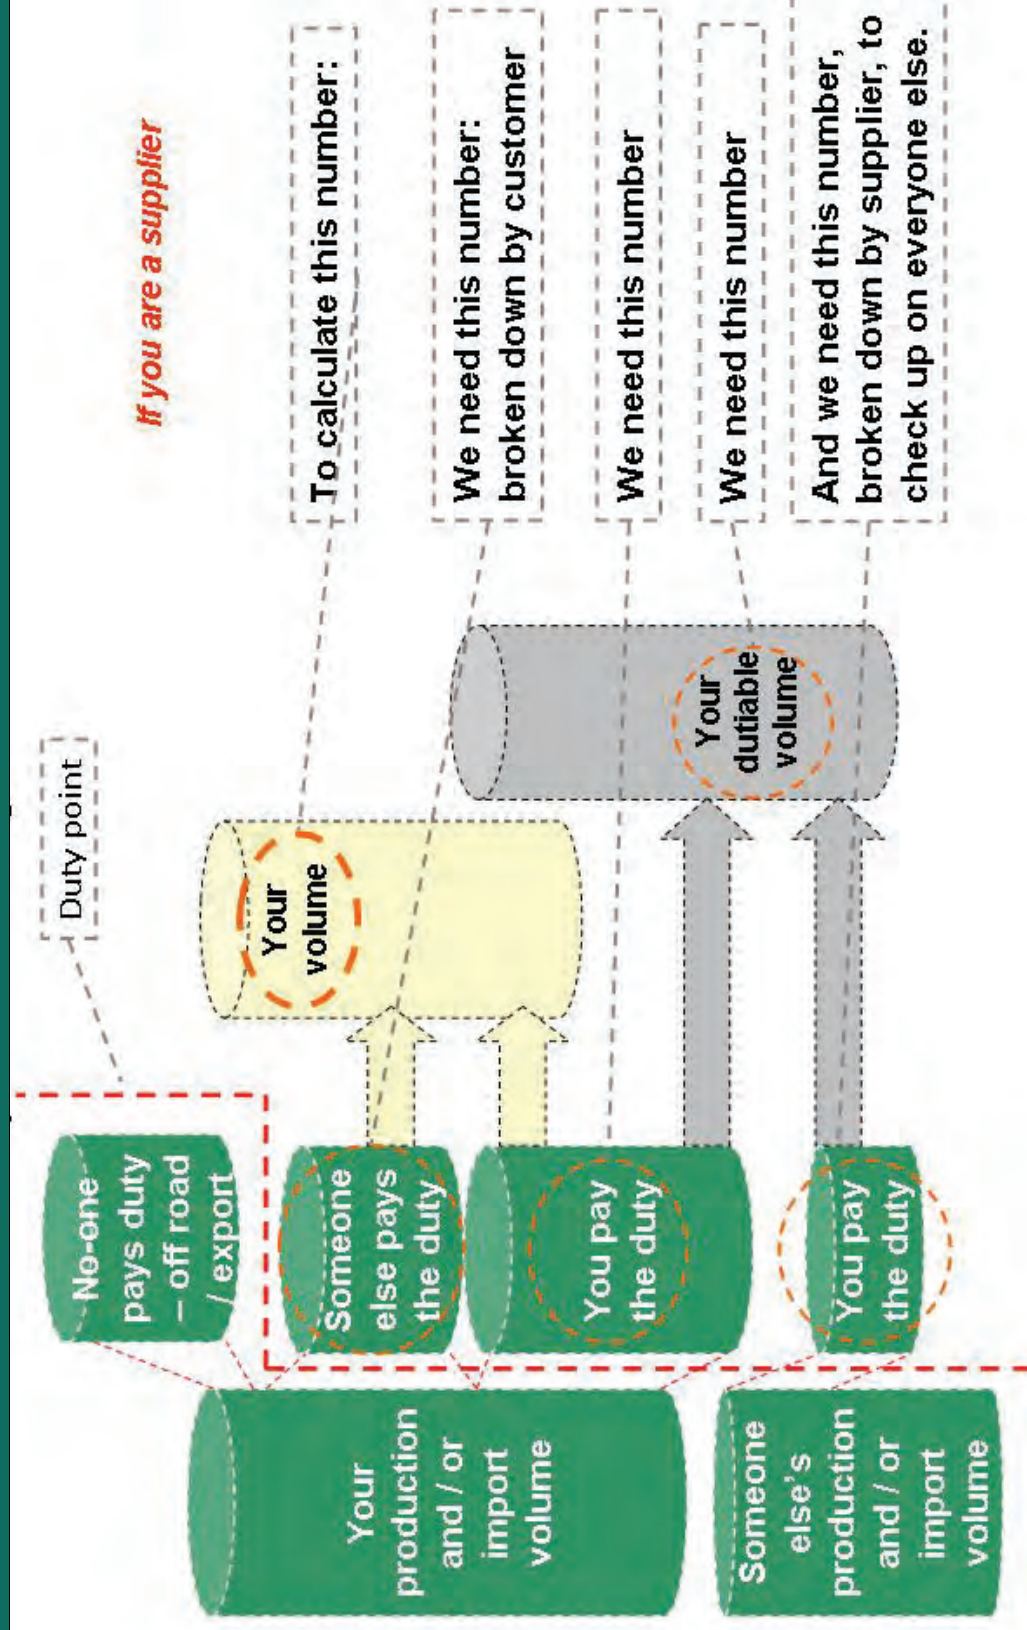 If you are a supplier
Duty point
No-one
pays duty
– off road
/ export
Someone
else pays
the duty
You pay
the duty
You pay
the duty
Your
production
and / or
import
volume
Someone
else's
production
and / or
import
volume
Your
volume
Your
dutiable
volume
To calculate this number:
We need this number:
broken down by customer
We need this number
We need this number
And we need this number,
broken down by supplier, to
check up on everyone else.